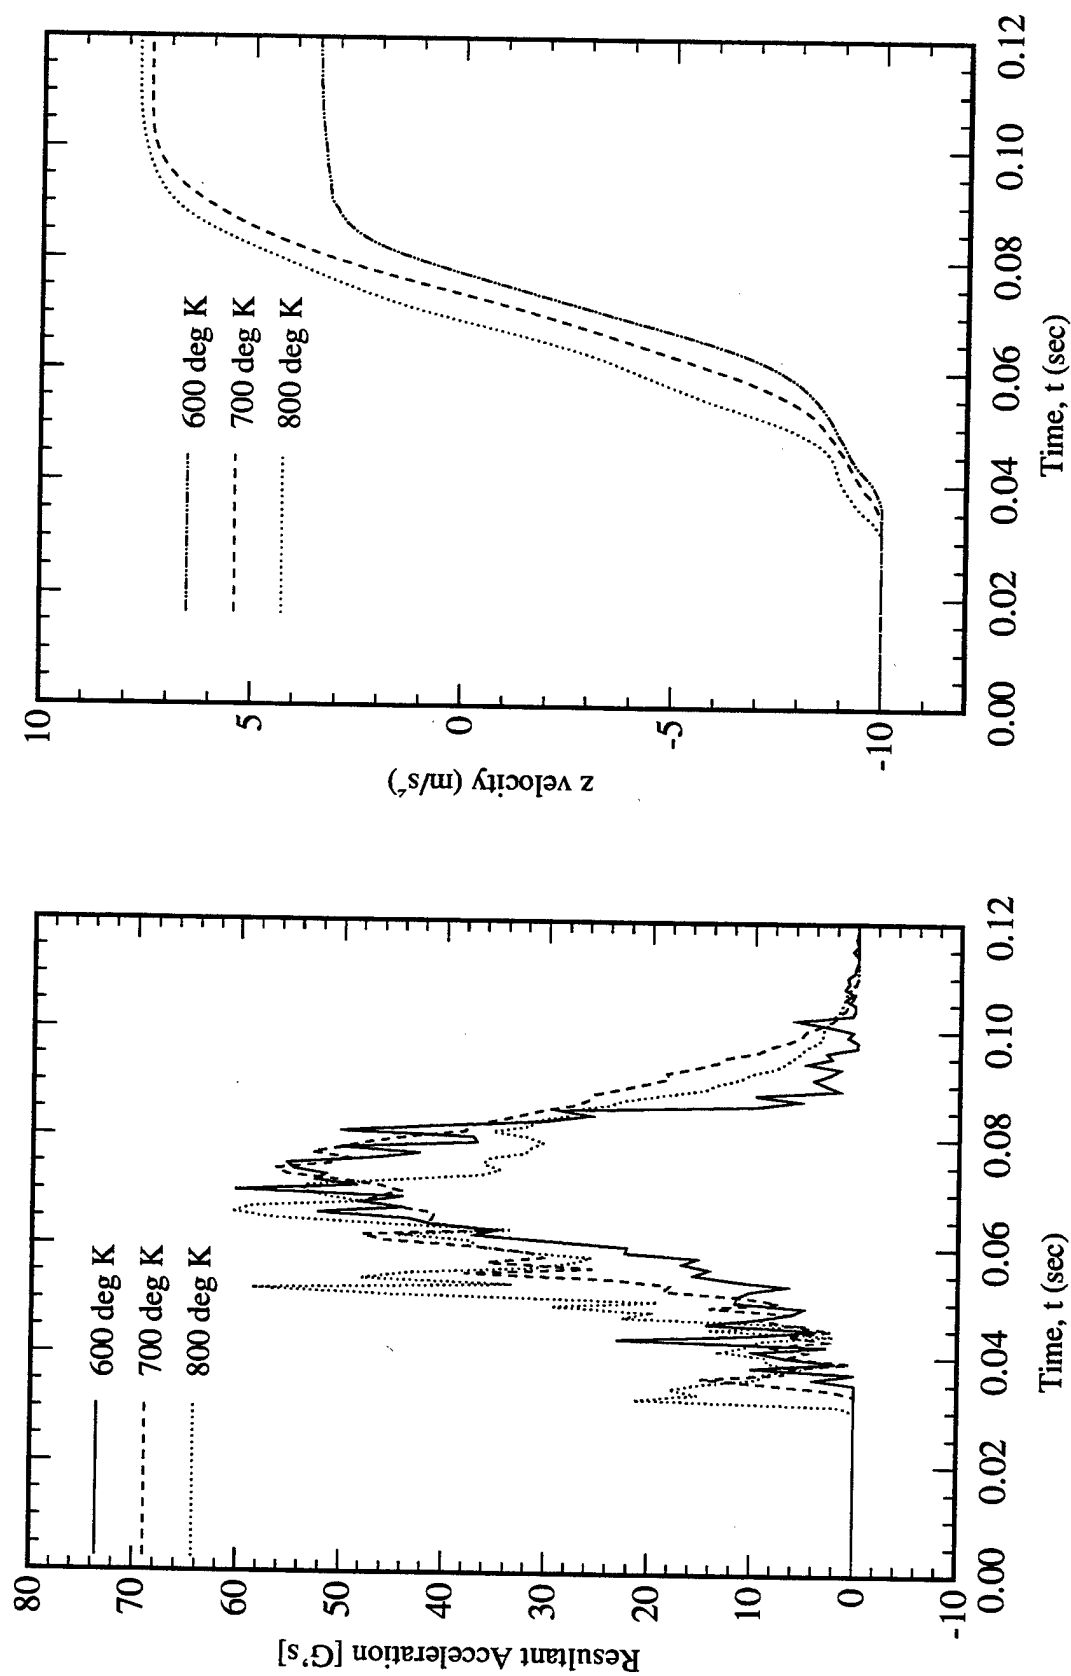 10
5
0
-5
-10
z velocity (m/s²)
600 deg K
700 deg K
800 deg K
0.00
0.02
0.04
0.06
0.08
0.10
0.12
Time, t (sec)
80
70
60
50
40
30
20
10
0
-10
Resultant Acceleration [G's]
600 deg K
700 deg K
800 deg K
0.00
0.02
0.04
0.06
0.08
0.10
0.12
Time, t (sec)